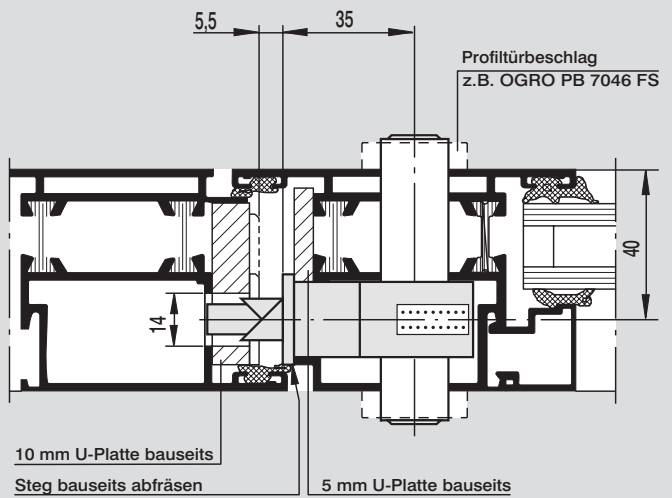 5,5
35
Profiltürbeschlag
z.B. OGRO PB 7046 FS
40
14
10 mm U-Platte bauseits
Steg bauseits abfräsen
5 mm U-Platte bauseits